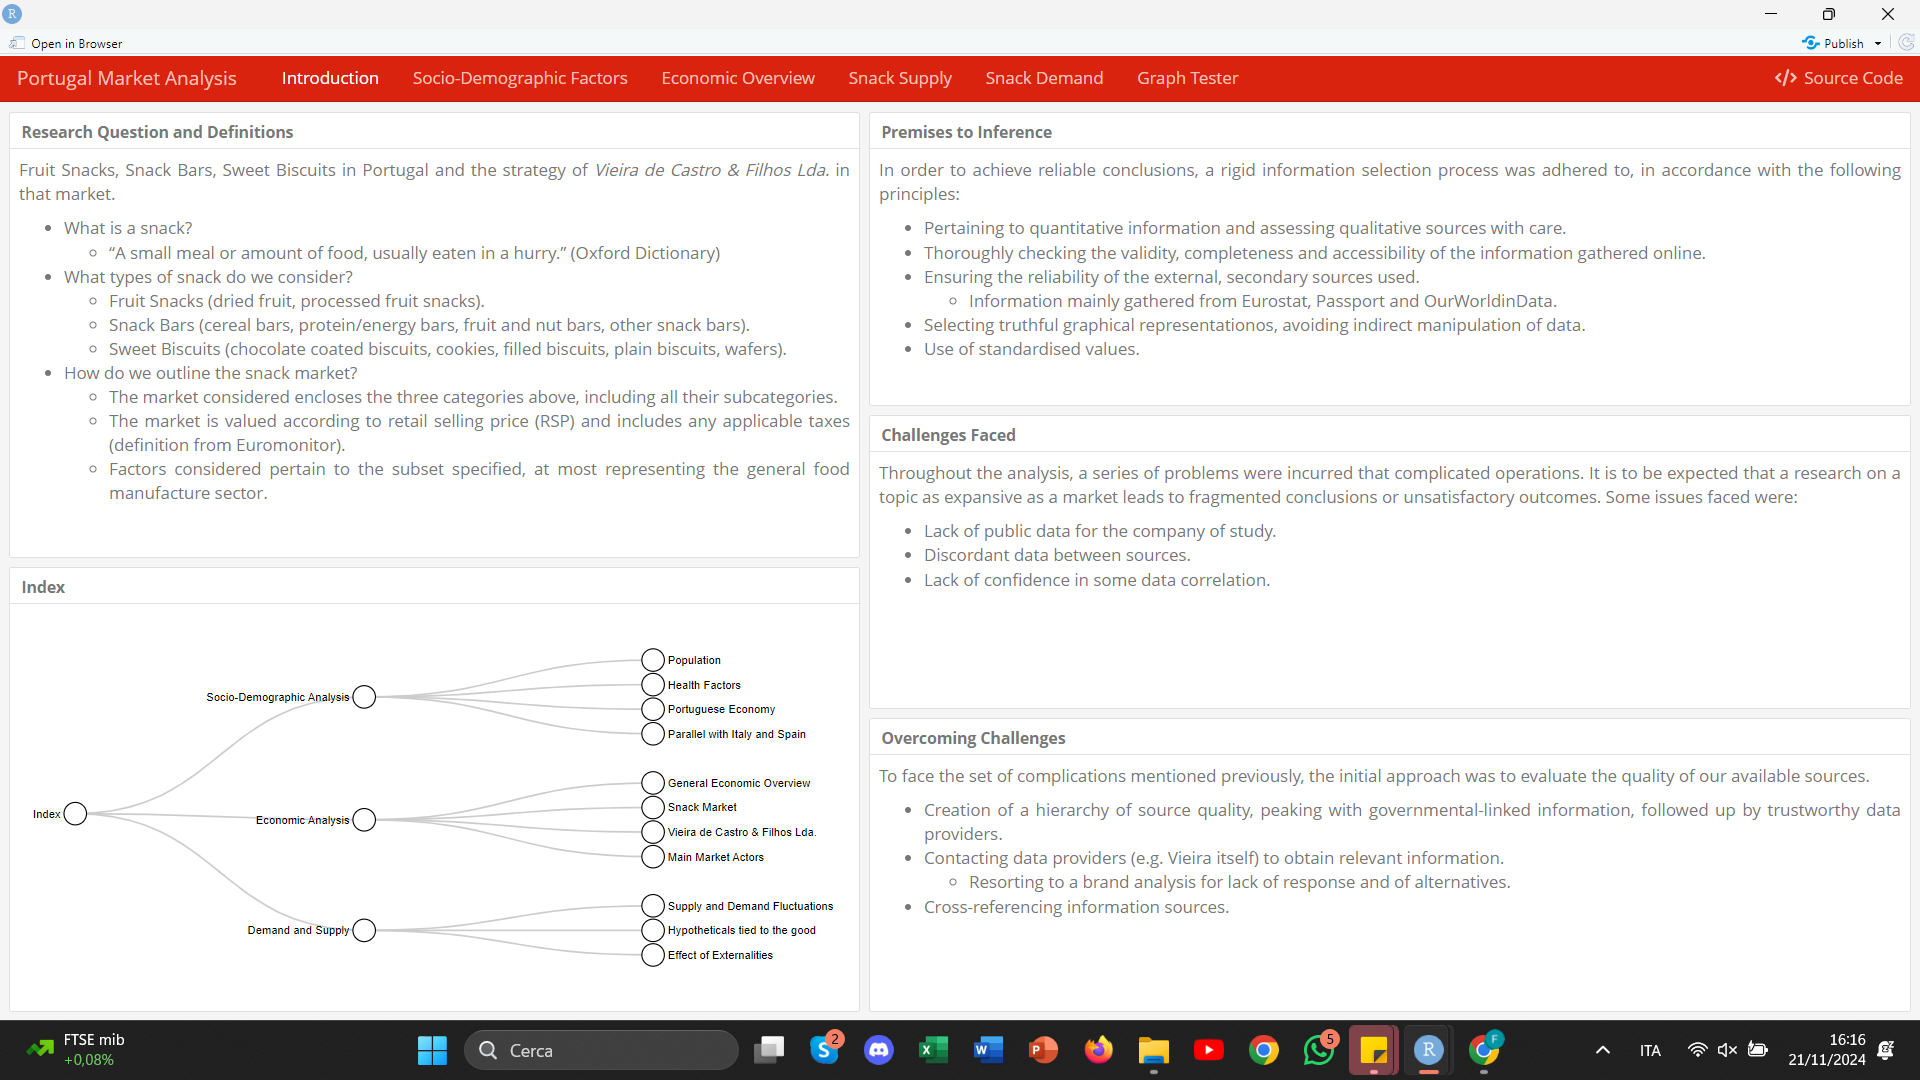 R
Open in Browser
Publish
Portugal Market Analysis
Introduction
Socio-Demographic Factors
Economic Overview
Snack Supply
Snack Demand
Graph Tester
</> Source Code
Research Question and Definitions
Fruit Snacks, Snack Bars, Sweet Biscuits in Portugal and the strategy of Vieira de Castro & Filhos Lda. in
that market.
• What is a snack?
◦ “A small meal or amount of food, usually eaten in a hurry.” (Oxford Dictionary)
• What types of snack do we consider?
◦ Fruit Snacks (dried fruit, processed fruit snacks).
◦ Snack Bars (cereal bars, protein/energy bars, fruit and nut bars, other snack bars).
◦ Sweet Biscuits (chocolate coated biscuits, cookies, filled biscuits, plain biscuits, wafers).
• How do we outline the snack market?
◦ The market considered encloses the three categories above, including all their subcategories.
◦ The market is valued according to retail selling price (RSP) and includes any applicable taxes
(definition from Euromonitor).
◦ Factors considered pertain to the subset specified, at most representing the general food
manufacture sector.
Index
Index
Socio-Demographic Analysis
Population
Health Factors
Portuguese Economy
Parallel with Italy and Spain
Economic Analysis
General Economic Overview
Snack Market
Vieira de Castro & Filhos Lda.
Main Market Actors
Demand and Supply
Supply and Demand Fluctuations
Hypotheticals tied to the good
Effect of Externalities
Premises to Inference
In order to achieve reliable conclusions, a rigid information selection process was adhered to, in accordance with the following
principles:
• Pertaining to quantitative information and assessing qualitative sources with care.
• Thoroughly checking the validity, completeness and accessibility of the information gathered online.
• Ensuring the reliability of the external, secondary sources used.
◦ Information mainly gathered from Eurostat, Passport and OurWorldinData.
• Selecting truthful graphical representationos, avoiding indirect manipulation of data.
• Use of standardised values.
Challenges Faced
Throughout the analysis, a series of problems were incurred that complicated operations. It is to be expected that a research on a
topic as expansive as a market leads to fragmented conclusions or unsatisfactory outcomes. Some issues faced were:
• Lack of public data for the company of study.
• Discordant data between sources.
• Lack of confidence in some data correlation.
Overcoming Challenges
To face the set of complications mentioned previously, the initial approach was to evaluate the quality of our available sources.
• Creation of a hierarchy of source quality, peaking with governmental-linked information, followed up by trustworthy data
providers.
• Contacting data providers (e.g. Vieira itself) to obtain relevant information.
◦ Resorting to a brand analysis for lack of response and of alternatives.
• Cross-referencing information sources.
FTSE mib
+0,08%
Cerca
S 2
X
W
P
5
R
F
ITA
16:16
21/11/2024